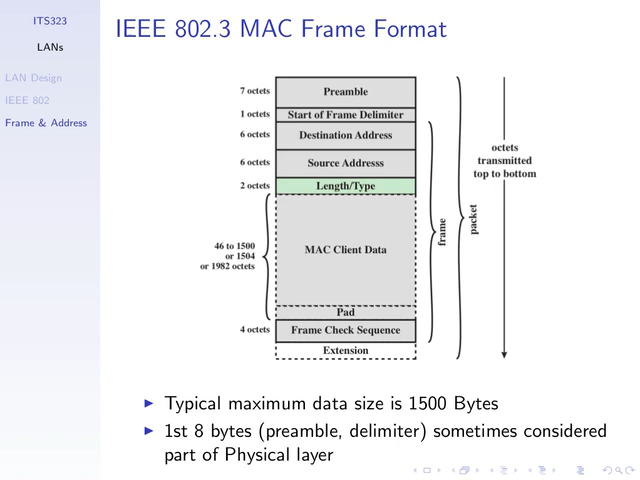 ITS323
LANs
LAN Design
IEEE 802
Frame & Address
IEEE 802.3 MAC Frame Format
7 octets
Preamble
1 octets
Start of Frame Delimiter
6 octets
Destination Address
6 octets
Source Addresss
2 octets
Length/Type
46 to 1500
or 1504
or 1982 octets
MAC Client Data
Pad
4 octets
Frame Check Sequence
Extension
frame
packet
octets
transmitted
top to bottom
Typical maximum data size is 1500 Bytes
1st 8 bytes (preamble, delimiter) sometimes considered
part of Physical layer